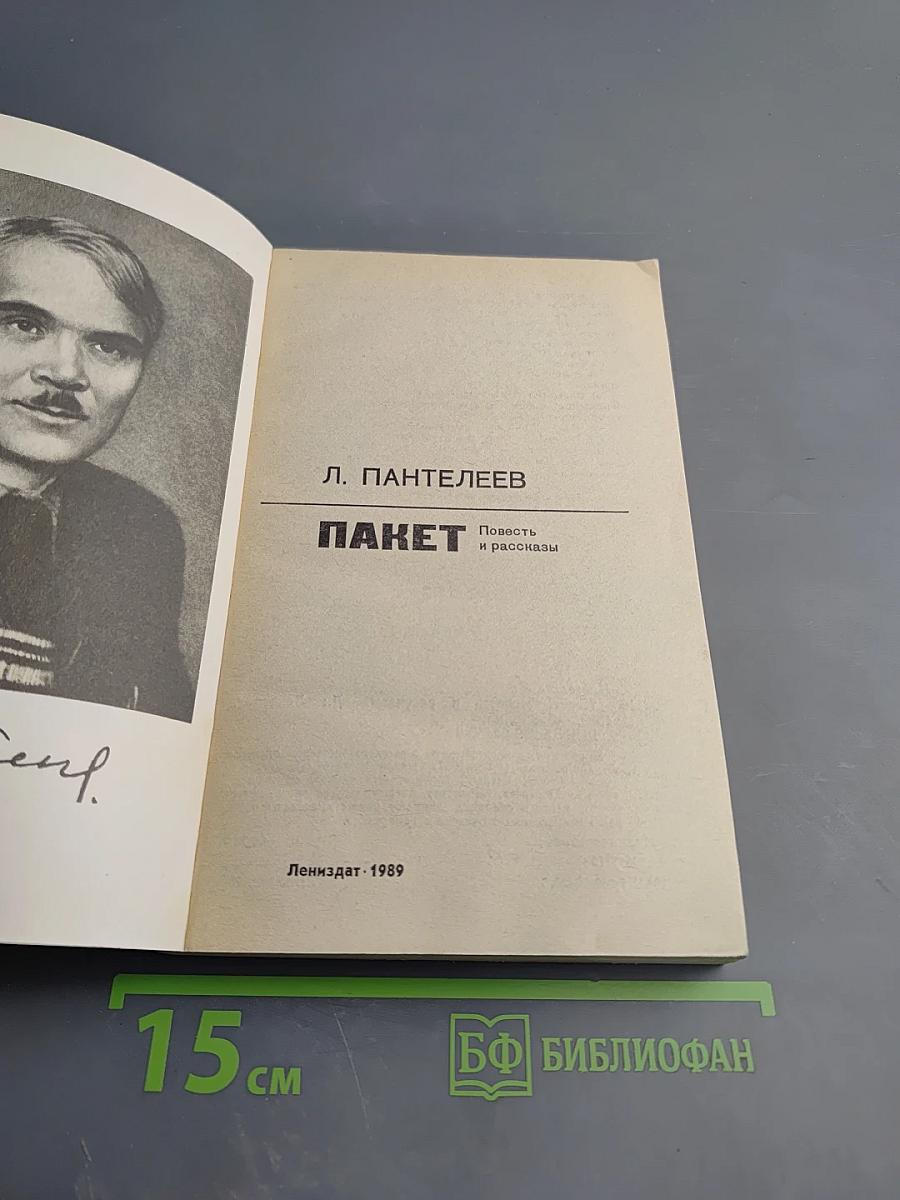 Л. ПАНТЕЛЕЕВ
ПАКЕТ
Повесть
и рассказы
Лениздат · 1989
15 см
БФ БИБЛИОФАН